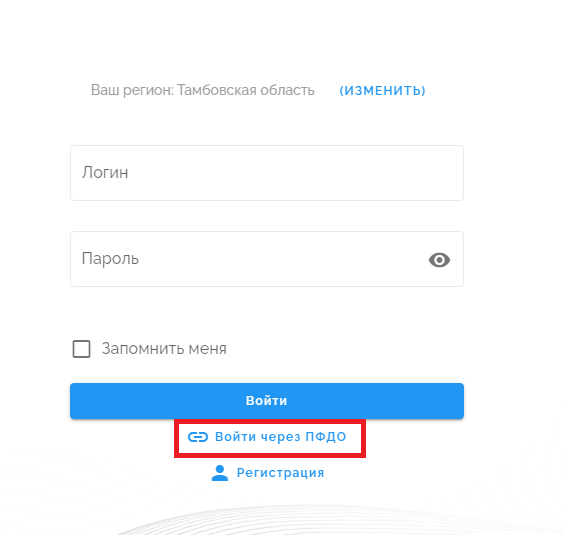 Ваш регион: Тамбовская область (ИЗМЕНИТЬ)
Логин
Пароль
Запомнить меня
Войти
Войти через ПФДО
Регистрация